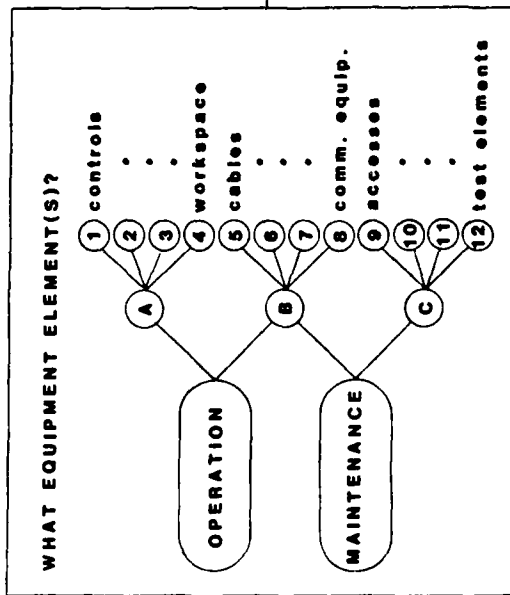 WHAT EQUIPMENT ELEMENT(S)?
OPERATION
MAINTENANCE
A
B
C
1 controls
2 .
3 .
4 workspace
5 cables
6 .
7 .
8 comm. equip.
9 accesses
10 .
11 .
12 test elements